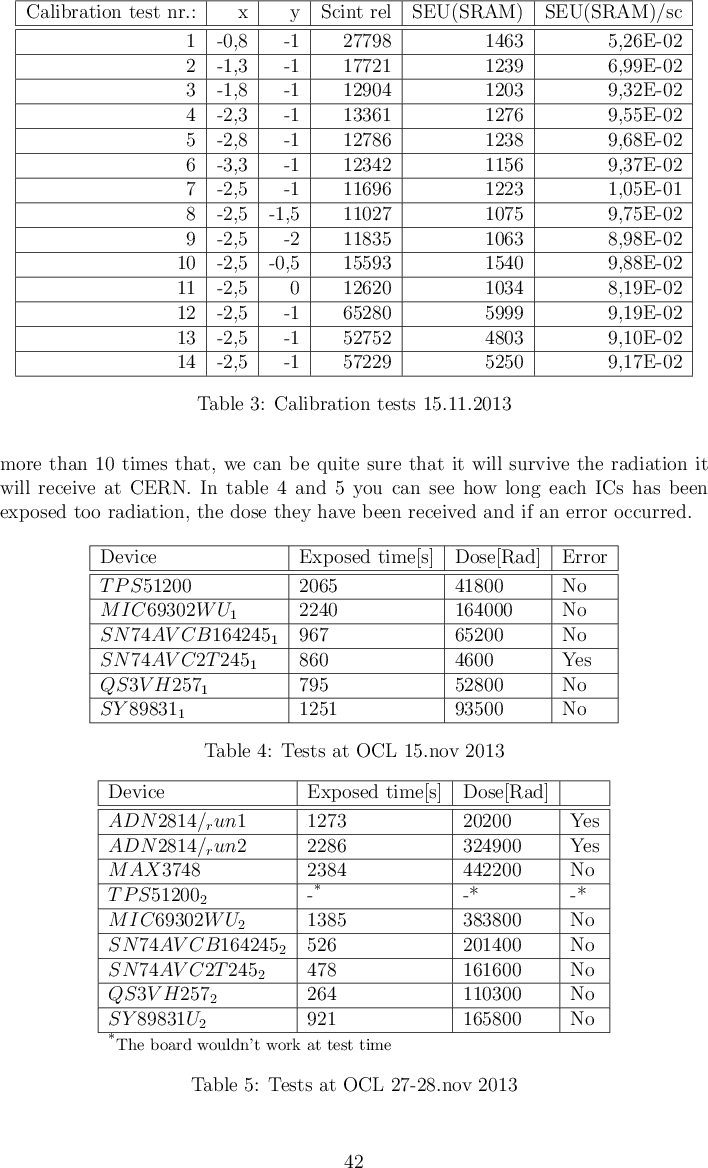 Calibration test nr.: x y Scint rel SEU(SRAM) SEU(SRAM)/sc
1 -0,8 -1 27798 1463 5,26E-02
2 -1,3 -1 17721 1239 6,99E-02
3 -1,8 -1 12904 1203 9,32E-02
4 -2,3 -1 13361 1276 9,55E-02
5 -2,8 -1 12786 1238 9,68E-02
6 -3,3 -1 12342 1156 9,37E-02
7 -2,5 -1 11696 1223 1,05E-01
8 -2,5 -1,5 11027 1075 9,75E-02
9 -2,5 -2 11835 1063 8,98E-02
10 -2,5 -0,5 15593 1540 9,88E-02
11 -2,5 0 12620 1034 8,19E-02
12 -2,5 -1 65280 5999 9,19E-02
13 -2,5 -1 52752 4803 9,10E-02
14 -2,5 -1 57229 5250 9,17E-02
Table 3: Calibration tests 15.11.2013
more than 10 times that, we can be quite sure that it will survive the radiation it
will receive at CERN. In table 4 and 5 you can see how long each ICs has been
exposed too radiation, the dose they have been received and if an error occurred.
Device Exposed time[s] Dose[Rad] Error
TPS51200 2065 41800 No
MIC69302WU₁ 2240 164000 No
SN74AVCB164245₁ 967 65200 No
SN74AVC2T245₁ 860 4600 Yes
QS3VH257₁ 795 52800 No
SY89831₁ 1251 93500 No
Table 4: Tests at OCL 15.nov 2013
Device Exposed time[s] Dose[Rad]
ADN2814/ᵣun1 1273 20200 Yes
ADN2814/ᵣun2 2286 324900 Yes
MAX3748 2384 442200 No
TPS51200₂ -* -* -*
MIC69302WU₂ 1385 383800 No
SN74AVCB164245₂ 526 201400 No
SN74AVC2T245₂ 478 161600 No
QS3VH257₂ 264 110300 No
SY89831U₂ 921 165800 No
*The board wouldn't work at test time
Table 5: Tests at OCL 27-28.nov 2013
42